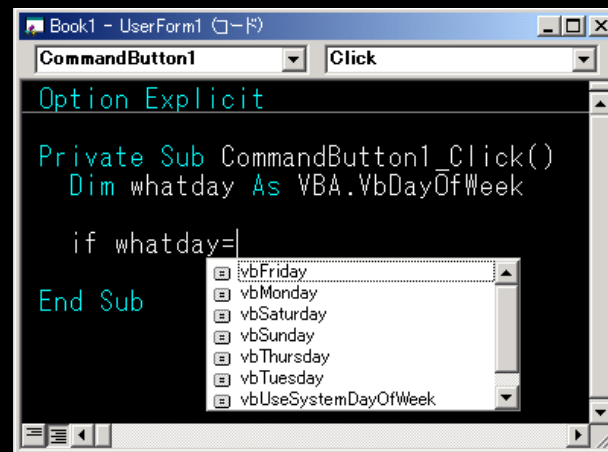 Book1 - UserForm1 (コード)
CommandButton1 Click
Option Explicit
Private Sub CommandButton1_Click()
Dim whatday As VBA.VbDayOfWeek
if whatday=
vbFriday
vbMonday
vbSaturday
vbSunday
vbThursday
vbTuesday
vbUseSystemDayOfWeek
End Sub